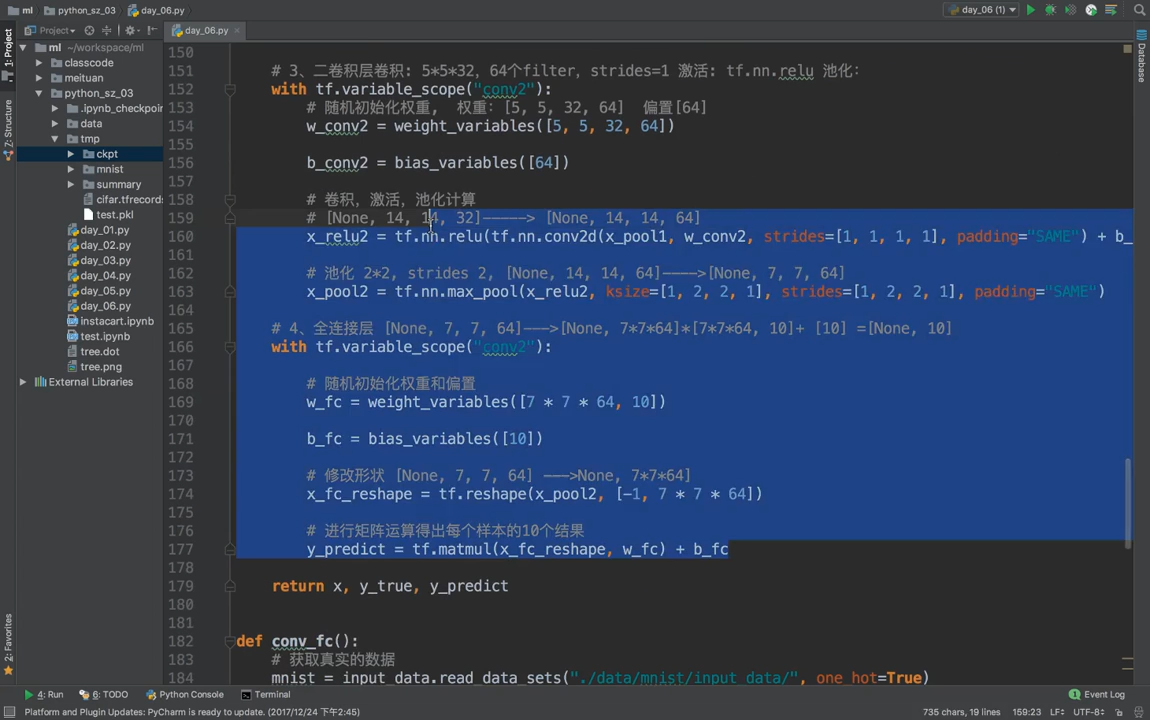 ml
python_sz_03
day_06.py
day_06 (1)
Project
day_06.py
1: Project
7: Structure
2: Favorites
Database
ml ~/workspace/ml
classcode
meituan
python_sz_03
.ipynb_checkpoin
data
tmp
ckpt
mnist
summary
cifar.tfrecords
test.pkl
day_01.py
day_02.py
day_03.py
day_04.py
day_05.py
day_06.py
instacart.ipynb
test.ipynb
tree.dot
tree.png
External Libraries
150
151 # 3、二卷积层卷积: 5*5*32, 64个filter, strides=1 激活: tf.nn.relu 池化:
152 with tf.variable_scope("conv2"):
153 # 随机初始化权重, 权重: [5, 5, 32, 64] 偏置[64]
154 w_conv2 = weight_variables([5, 5, 32, 64])
155
156 b_conv2 = bias_variables([64])
157
158 # 卷积, 激活, 池化计算
159 # [None, 14, 14, 32]-----> [None, 14, 14, 64]
160 x_relu2 = tf.nn.relu(tf.nn.conv2d(x_pool1, w_conv2, strides=[1, 1, 1, 1], padding="SAME") + b_
161
162 # 池化 2*2, strides 2, [None, 14, 14, 64]---->[None, 7, 7, 64]
163 x_pool2 = tf.nn.max_pool(x_relu2, ksize=[1, 2, 2, 1], strides=[1, 2, 2, 1], padding="SAME")
164
165 # 4、全连接层 [None, 7, 7, 64]--->[None, 7*7*64]*[7*7*64, 10]+ [10] =[None, 10]
166 with tf.variable_scope("conv2"):
167
168 # 随机初始化权重和偏置
169 w_fc = weight_variables([7 * 7 * 64, 10])
170
171 b_fc = bias_variables([10])
172
173 # 修改形状 [None, 7, 7, 64] --->None, 7*7*64]
174 x_fc_reshape = tf.reshape(x_pool2, [-1, 7 * 7 * 64])
175
176 # 进行矩阵运算得出每个样本的10个结果
177 y_predict = tf.matmul(x_fc_reshape, w_fc) + b_fc
178
179 return x, y_true, y_predict
180
181
182 def conv_fc():
183 # 获取真实的数据
184 mnist = input_data.read_data_sets("./data/mnist/input_data/", one_hot=True)
4: Run
6: TODO
Python Console
Terminal
Event Log
Platform and Plugin Updates: PyCharm is ready to update. (2017/12/24 下午2:45)
735 chars, 19 lines
159:23
LF
UTF-8